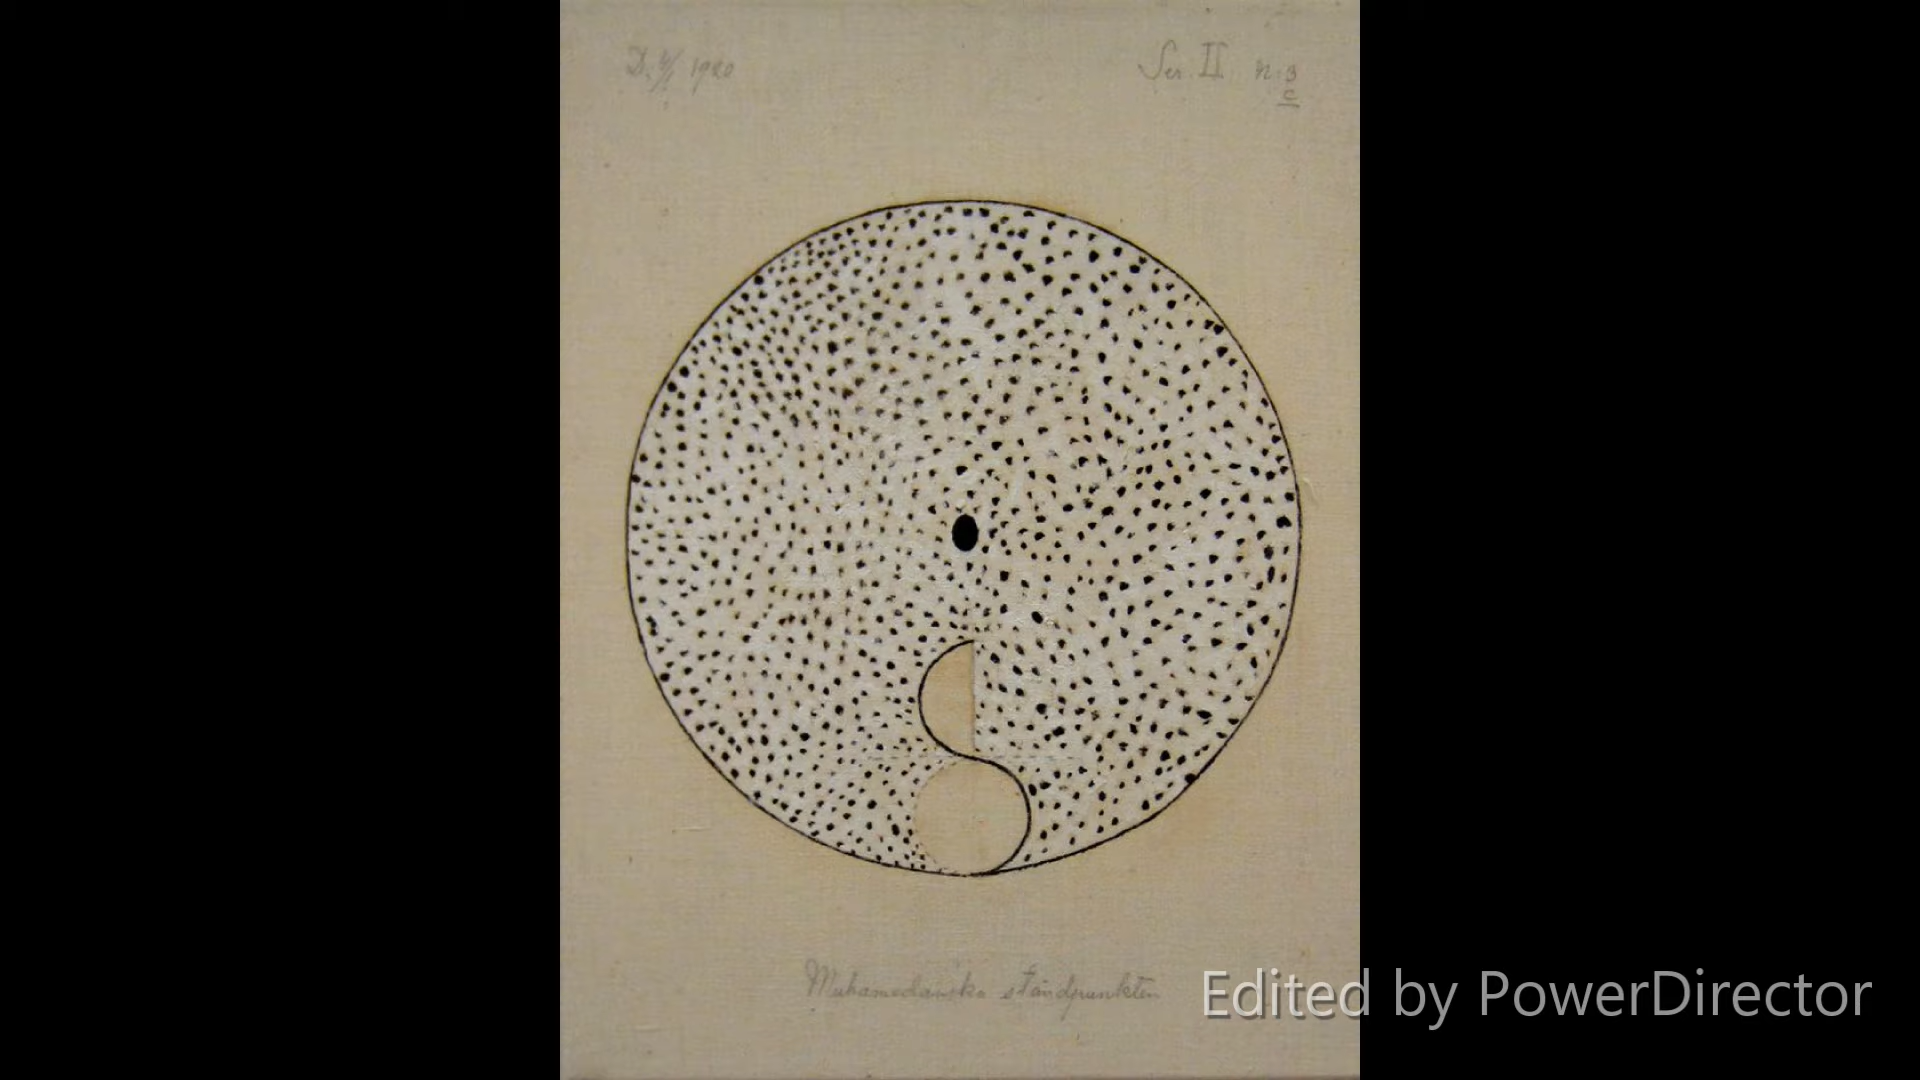 1920
Ser. II N. 3
c
Muhamedanska ståndpunkten
Edited by PowerDirector